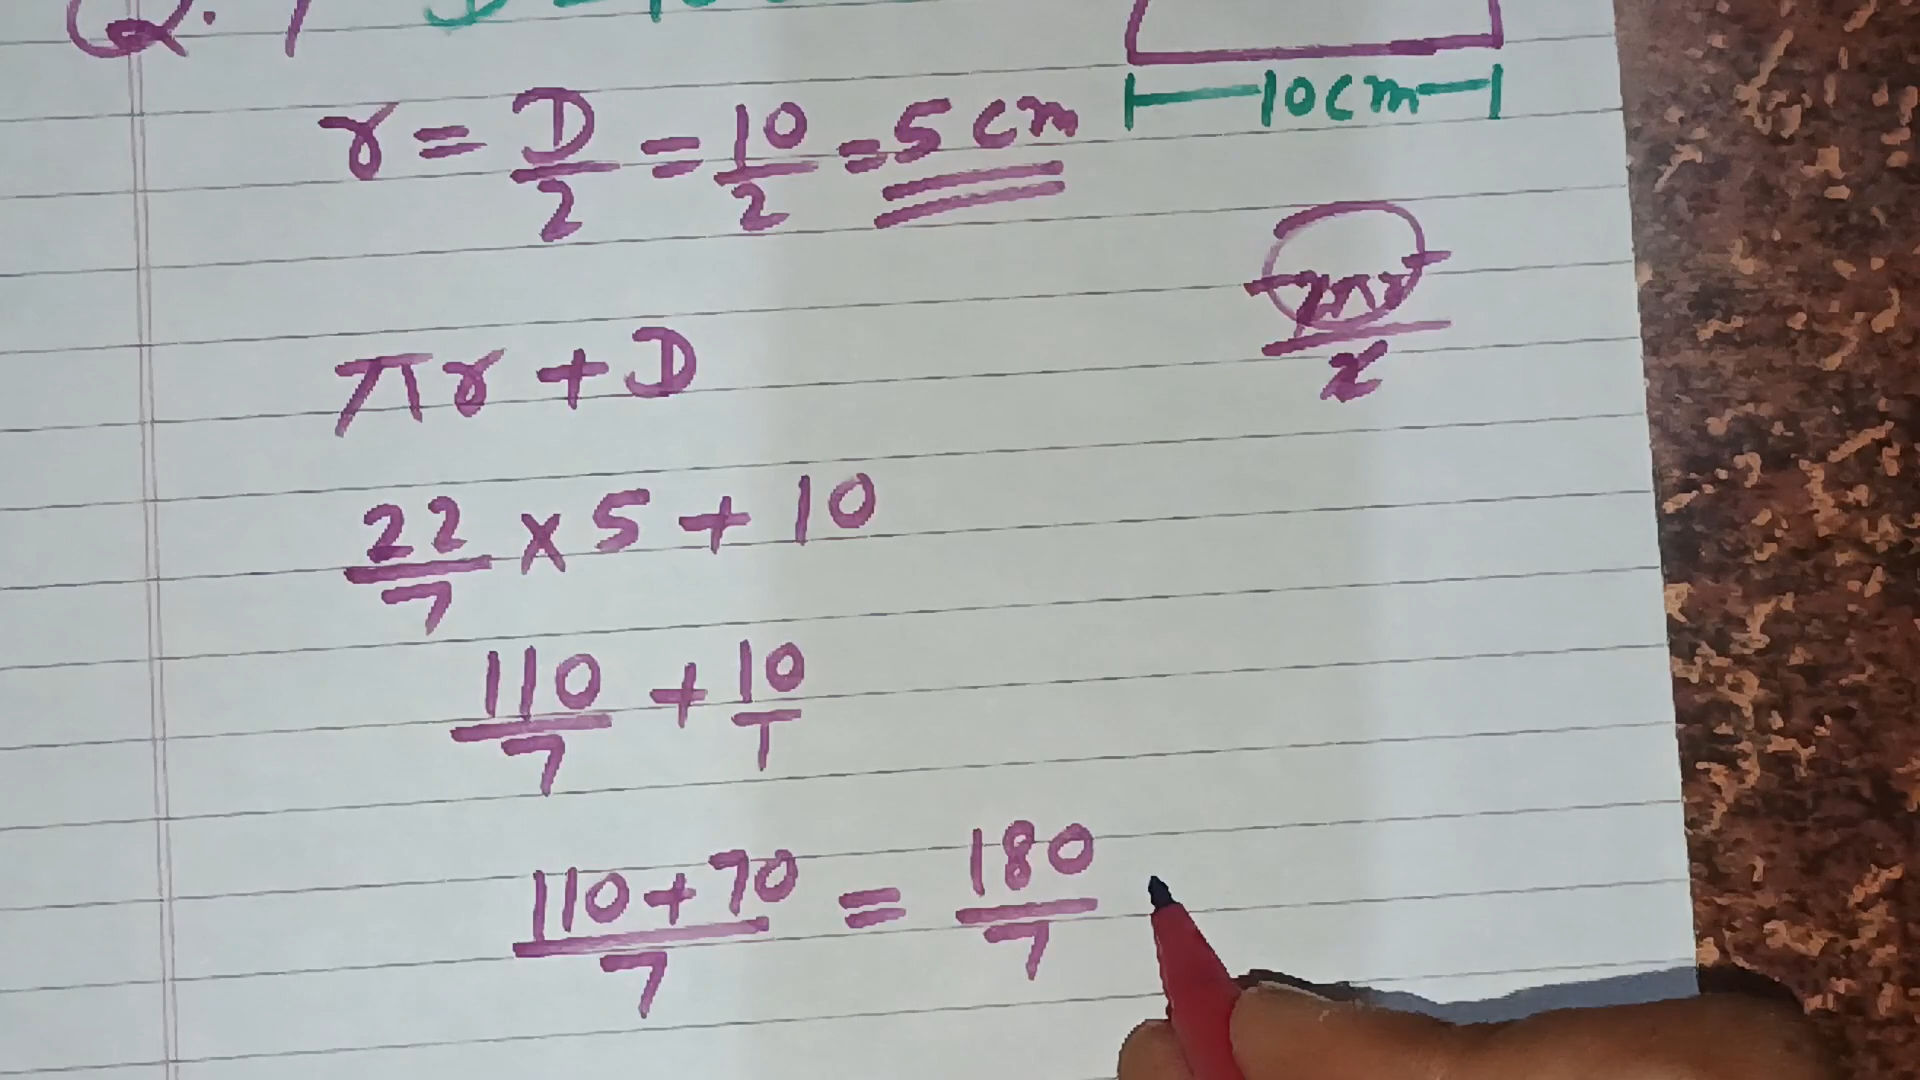 r = D/2 = 10/2 = 5 cm
10 cm
2πr/2
πr + D
22/7 x 5 + 10
110/7 + 10/1
110 + 70/7 = 180/7